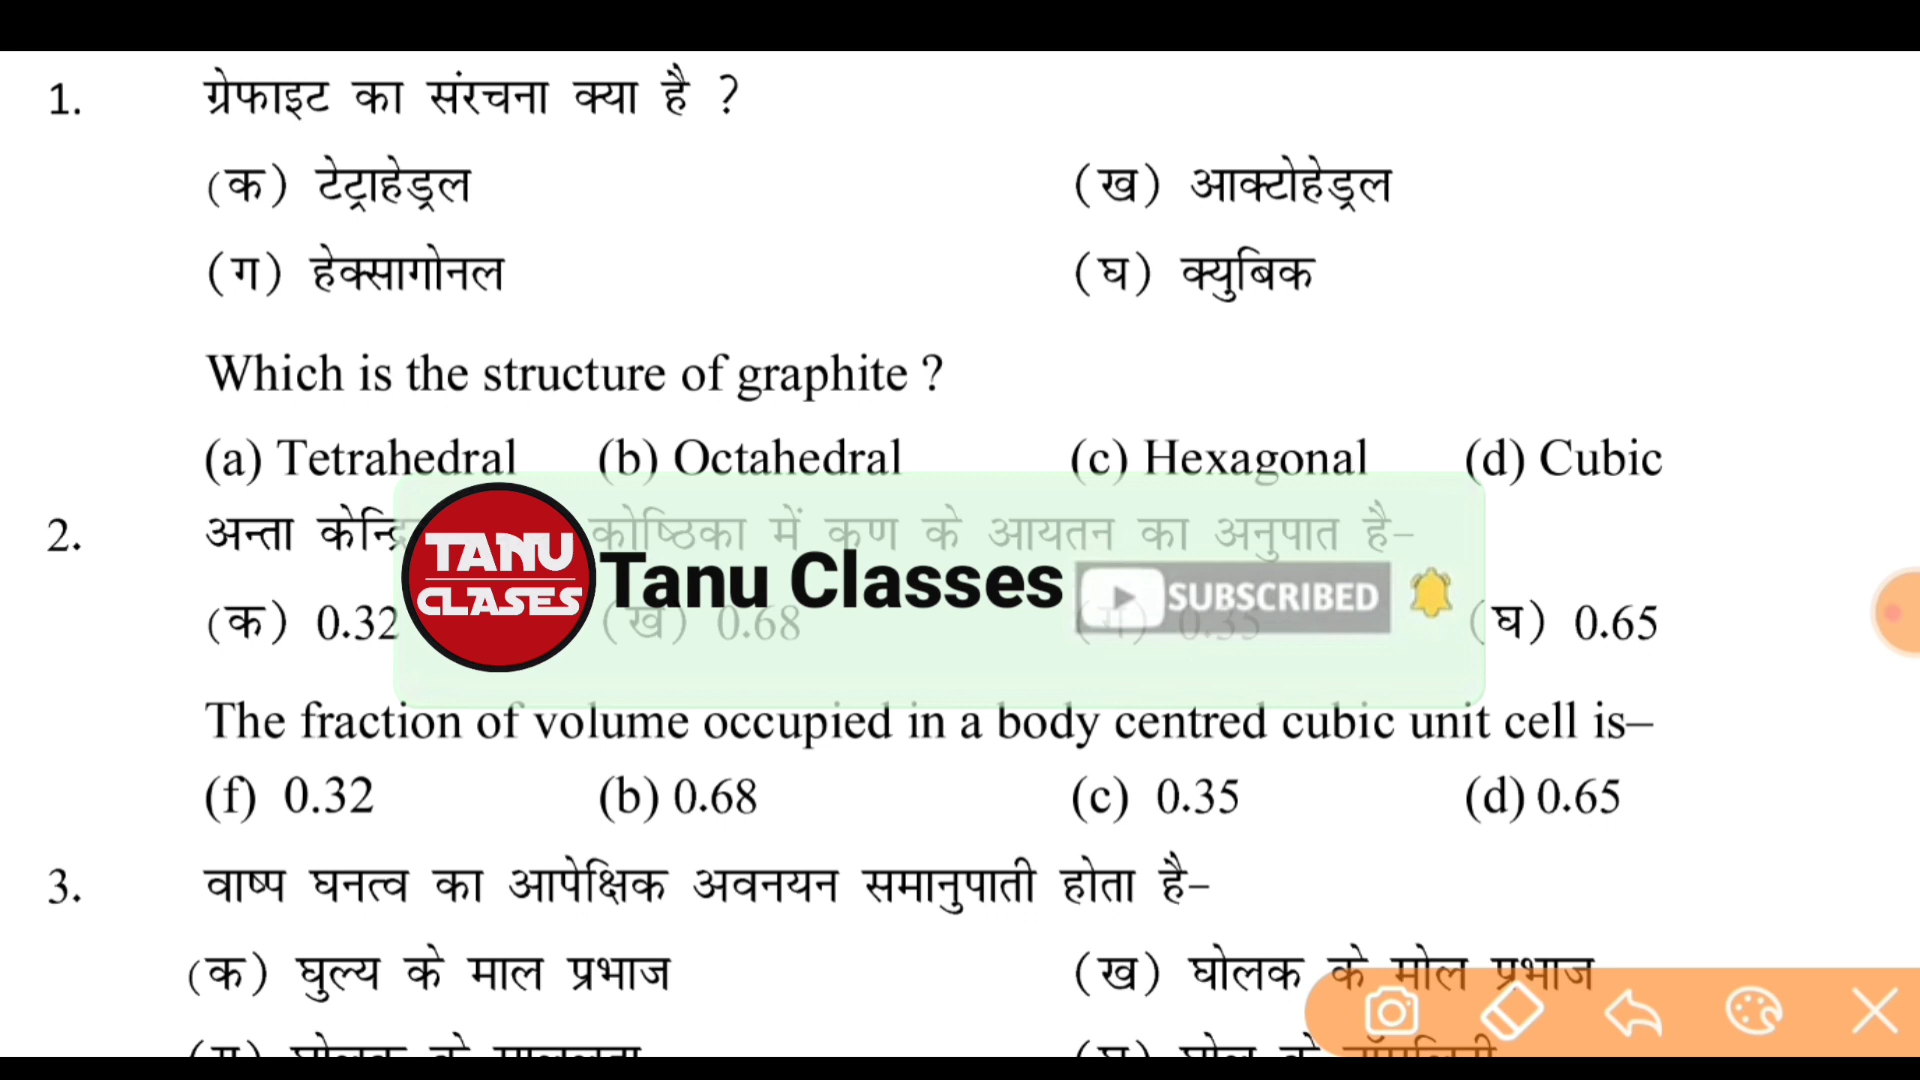 1. ग्रेफाइट का संरचना क्या है ?
(क) टेट्राहेड्रल (ख) आक्टोहेड्रल
(ग) हेक्सागोनल (घ) क्युबिक
Which is the structure of graphite ?
(a) Tetrahedral (b) Octahedral (c) Hexagonal (d) Cubic
2. अन्ता कोष्ठिका में कण के आयतन का अनुपात है–
TANU
CLASES
Tanu Classes
SUBSCRIBED
(क) 0.32 (ख) 0.68 (ग) 0.35 (घ) 0.65
The fraction of volume occupied in a body centred cubic unit cell is–
(f) 0.32 (b) 0.68 (c) 0.35 (d) 0.65
3. वाष्प घनत्व का आपेक्षिक अवनयन समानुपाती होता है–
(क) घुल्य के माल प्रभाज (ख) घोलक के मोल प्रभाज